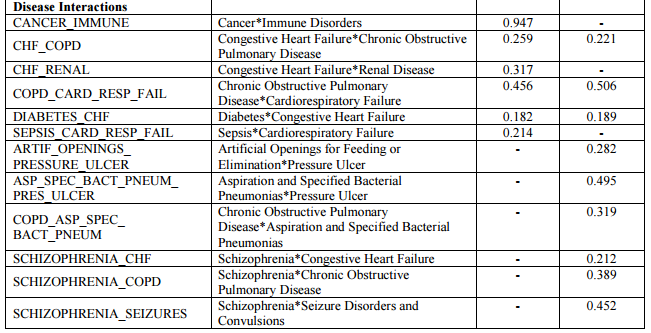 Disease Interactions
CANCER_IMMUNE Cancer*Immune Disorders 0.947 -
CHF_COPD Congestive Heart Failure*Chronic Obstructive 0.259 0.221
Pulmonary Disease
CHF_RENAL Congestive Heart Failure*Renal Disease 0.317 -
COPD_CARD_RESP_FAIL Chronic Obstructive Pulmonary 0.456 0.506
Disease*Cardiorespiratory Failure
DIABETES_CHF Diabetes*Congestive Heart Failure 0.182 0.189
SEPSIS_CARD_RESP_FAIL Sepsis*Cardiorespiratory Failure 0.214 -
ARTIF_OPENINGS_ Artificial Openings for Feeding or - 0.282
PRESSURE_ULCER Elimination*Pressure Ulcer
ASP_SPEC_BACT_PNEUM_ Aspiration and Specified Bacterial - 0.495
PRES_ULCER Pneumonias*Pressure Ulcer
COPD_ASP_SPEC_ Chronic Obstructive Pulmonary - 0.319
BACT_PNEUM Disease*Aspiration and Specified Bacterial
Pneumonias
SCHIZOPHRENIA_CHF Schizophrenia*Congestive Heart Failure - 0.212
SCHIZOPHRENIA_COPD Schizophrenia*Chronic Obstructive - 0.389
Pulmonary Disease
SCHIZOPHRENIA_SEIZURES Schizophrenia*Seizure Disorders and - 0.452
Convulsions